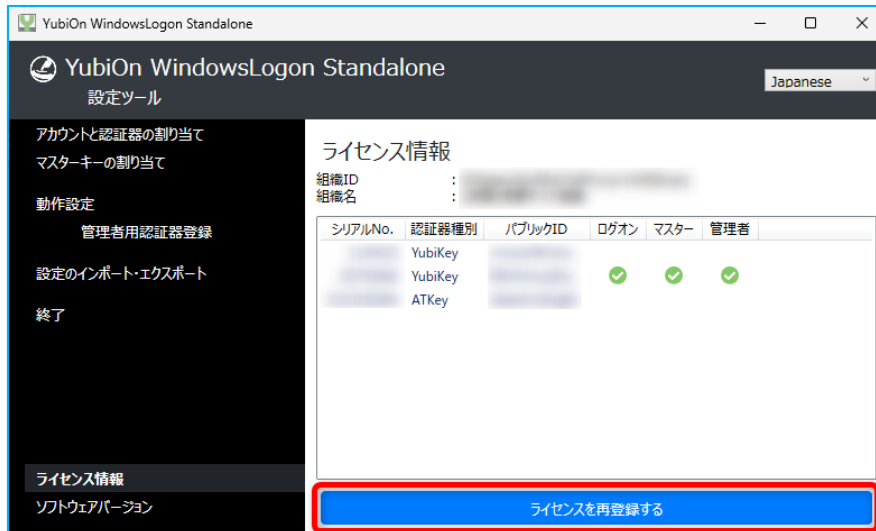 YubiOn WindowsLogon Standalone
YubiOn WindowsLogon Standalone
設定ツール
Japanese
アカウントと認証器の割り当て
マスターキーの割り当て
動作設定
管理者用認証器登録
設定のインポート・エクスポート
終了
ライセンス情報
ソフトウェアバージョン
ライセンス情報
組織ID :
組織名 :
シリアルNo. 認証器種別 パブリックID ログオン マスター 管理者
YubiKey
YubiKey
ATKey
ライセンスを再登録する